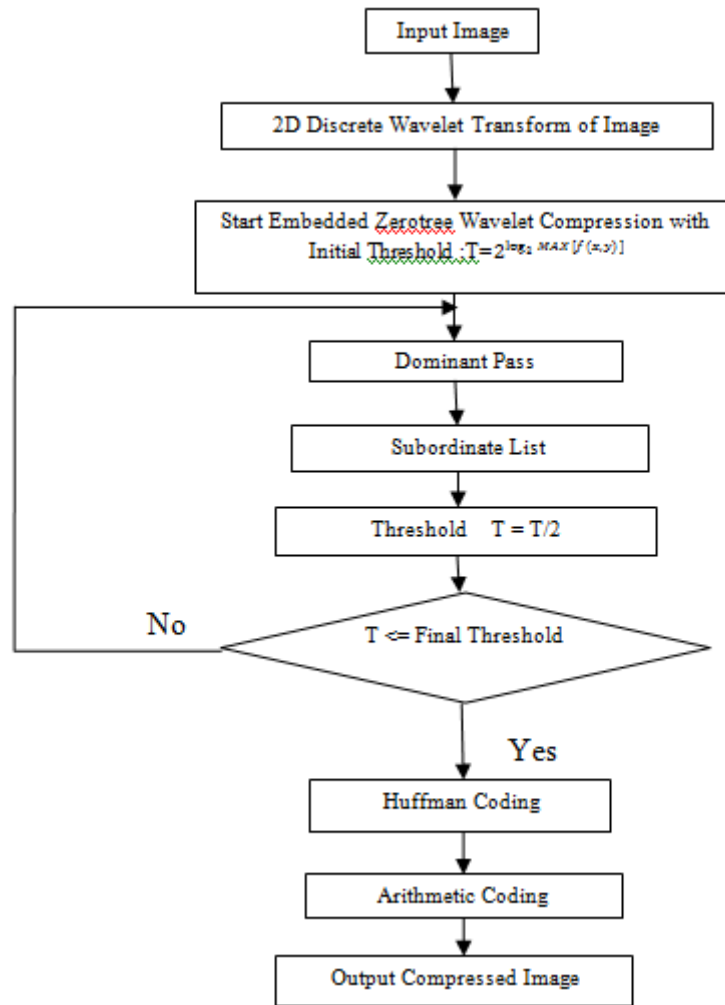 Input Image
2D Discrete Wavelet Transform of Image
Start Embedded Zerotree Wavelet Compression with
Initial Threshold :T=2^{log₂ MAX[f(x,y)]}
Dominant Pass
Subordinate List
Threshold T = T/2
T <= Final Threshold
No
Yes
Huffman Coding
Arithmetic Coding
Output Compressed Image